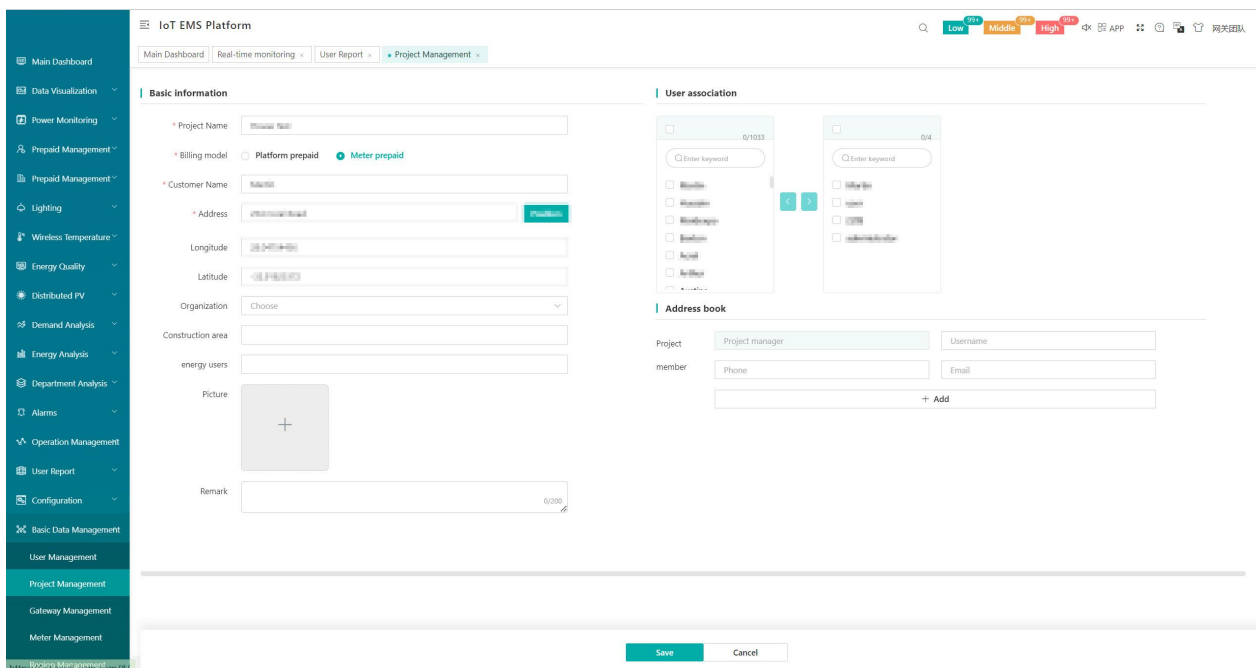 IoT EMS Platform
Low 99+ Middle 99+ High 99+ APP 网关团队
Main Dashboard Real-time monitoring × User Report × Project Management ×
Main Dashboard
Data Visualization
Power Monitoring
Prepaid Management
Prepaid Management
Lighting
Wireless Temperature
Energy Quality
Distributed PV
Demand Analysis
Energy Analysis
Department Analysis
Alarms
Operation Management
User Report
Configuration
Basic Data Management
User Management
Project Management
Gateway Management
Meter Management
Region Management
Basic information
* Project Name
* Billing model Platform prepaid Meter prepaid
* Customer Name
* Address
Longitude
Latitude
Organization Choose
Construction area
energy users
Picture
Remark
0/200
User association
0/1033
Enter keyword
0/4
Enter keyword
Address book
Project member
Project manager Username
Phone Email
+ Add
Save Cancel